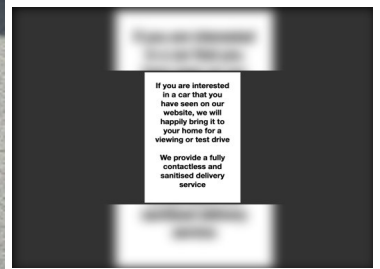 If you are interested
in a car that you
have seen on our
website, we will
happily bring it to
your home for a
viewing or test drive
We provide a fully
contactless and
sanitised delivery
service